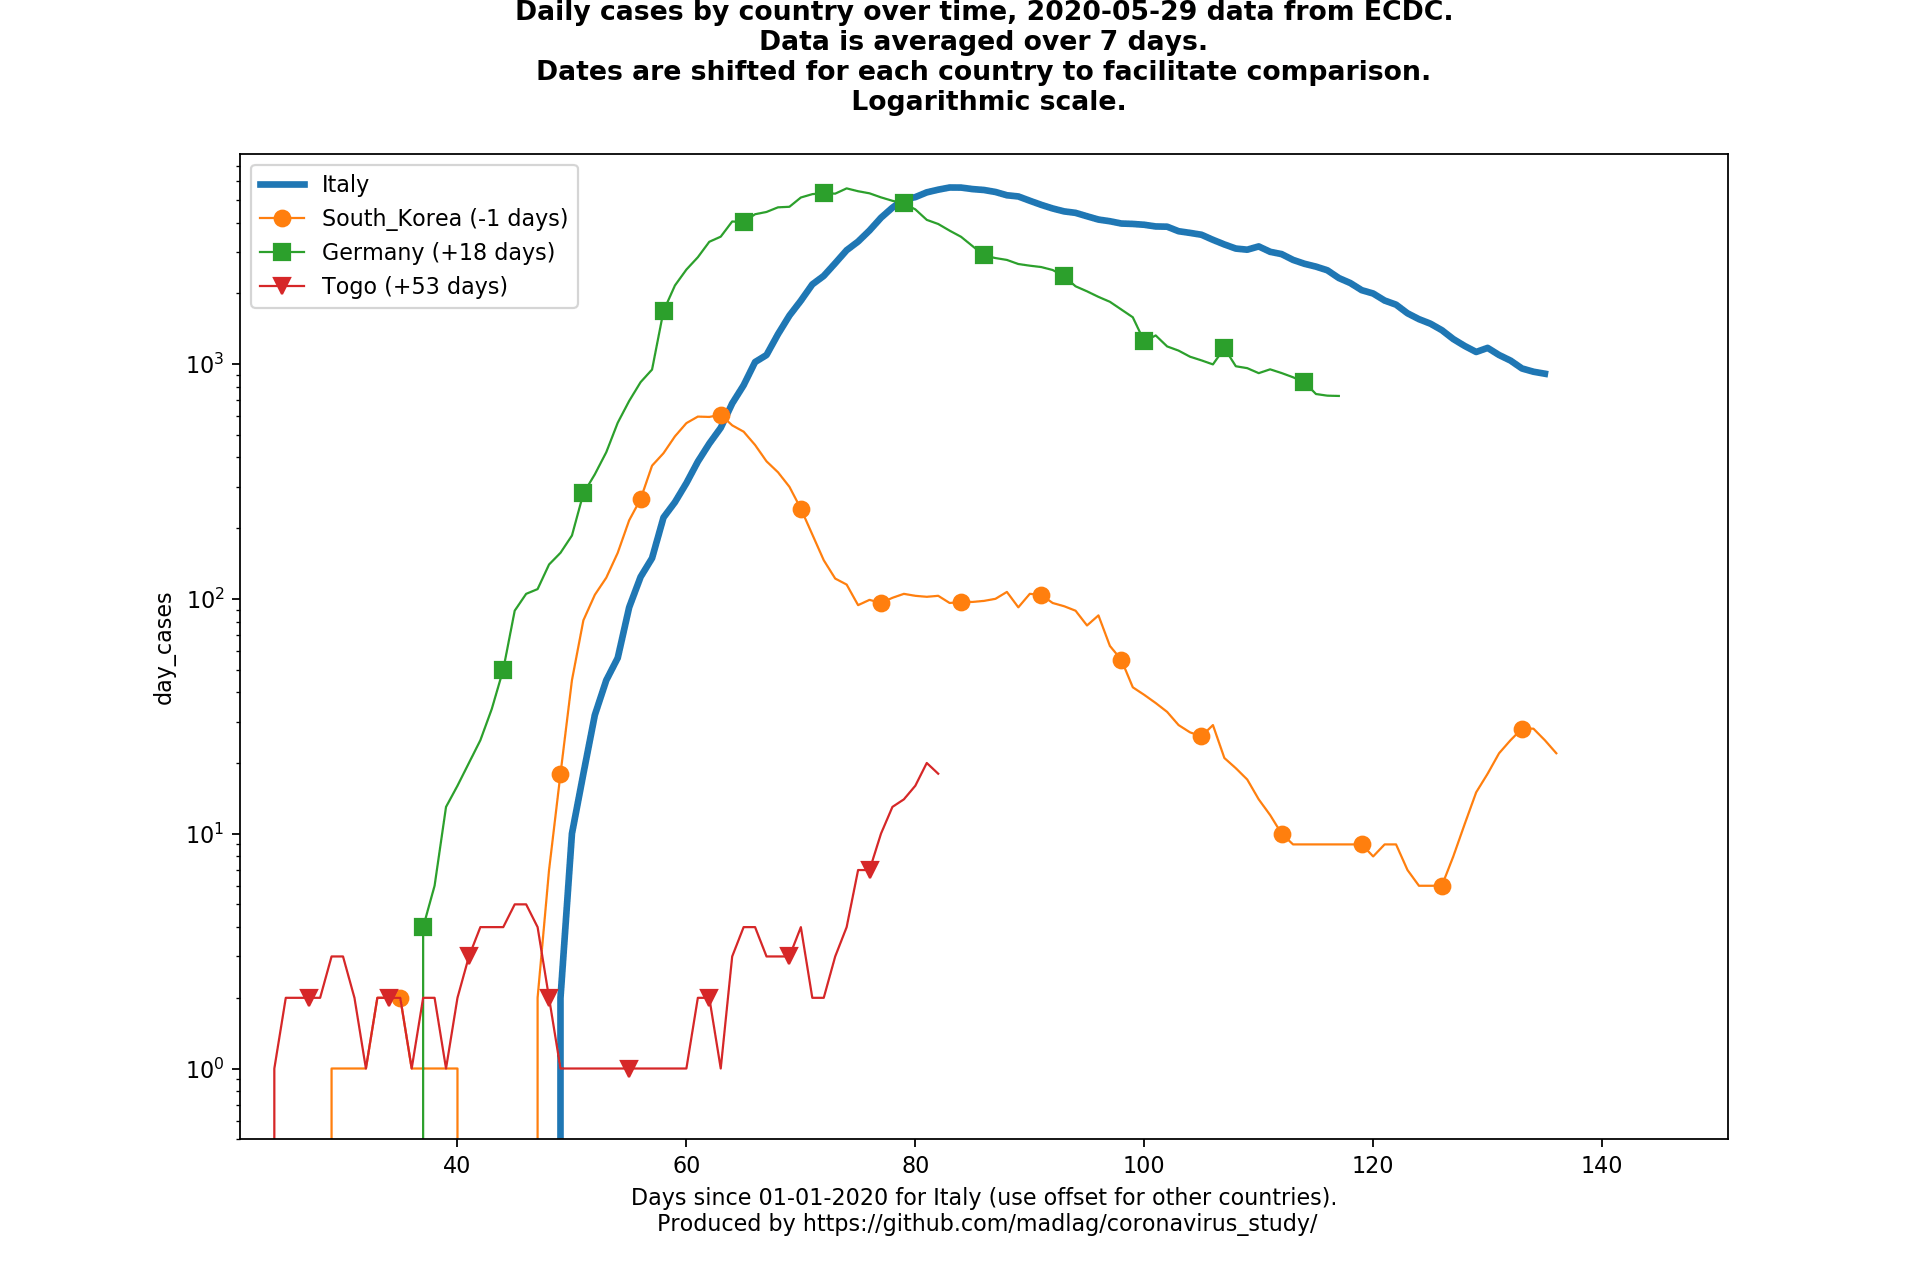 Daily cases by country over time, 2020-05-29 data from ECDC.
Data is averaged over 7 days.
Dates are shifted for each country to facilitate comparison.
Logarithmic scale.
Italy
South_Korea (-1 days)
Germany (+18 days)
Togo (+53 days)
day_cases
10³
10²
10¹
10⁰
40 60 80 100 120 140
Days since 01-01-2020 for Italy (use offset for other countries).
Produced by https://github.com/madlag/coronavirus_study/